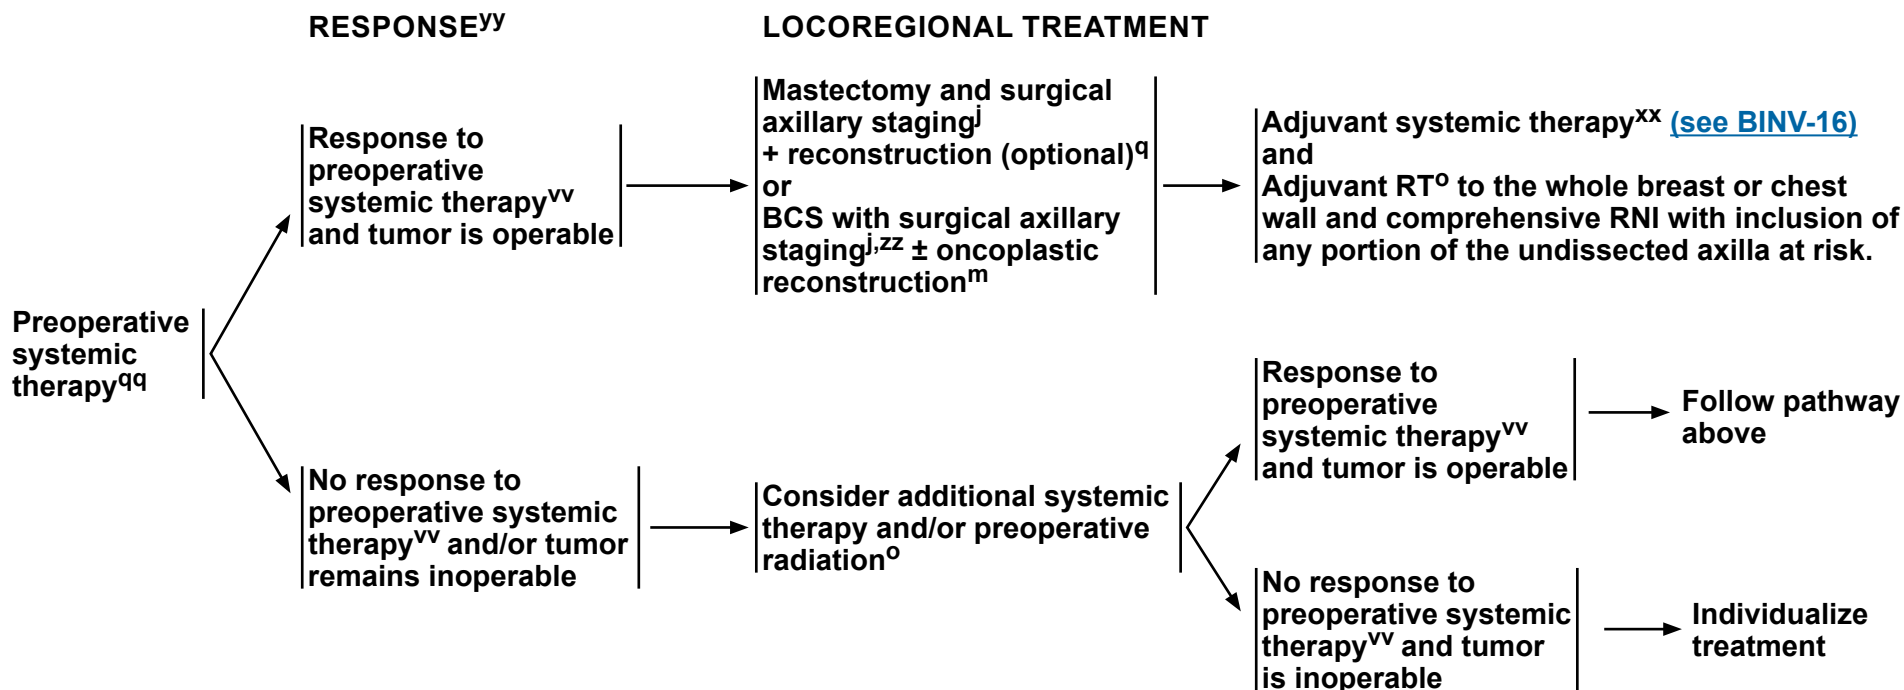 RESPONSEyy
LOCOREGIONAL TREATMENT
Preoperative
systemic
therapyqq
Response to
preoperative
systemic therapyvv
and tumor is operable
Mastectomy and surgical
axillary stagingj
+ reconstruction (optional)q
or
BCS with surgical axillary
stagingj,zz ± oncoplastic
reconstructionm
Adjuvant systemic therapyxx (see BINV-16)
and
Adjuvant RTo to the whole breast or chest
wall and comprehensive RNI with inclusion of
any portion of the undissected axilla at risk.
No response to
preoperative systemic
therapyvv and/or tumor
remains inoperable
Consider additional systemic
therapy and/or preoperative
radiationo
Response to
preoperative
systemic therapyvv
and tumor is operable
Follow pathway
above
No response to
preoperative systemic
therapyvv and tumor
is inoperable
Individualize
treatment